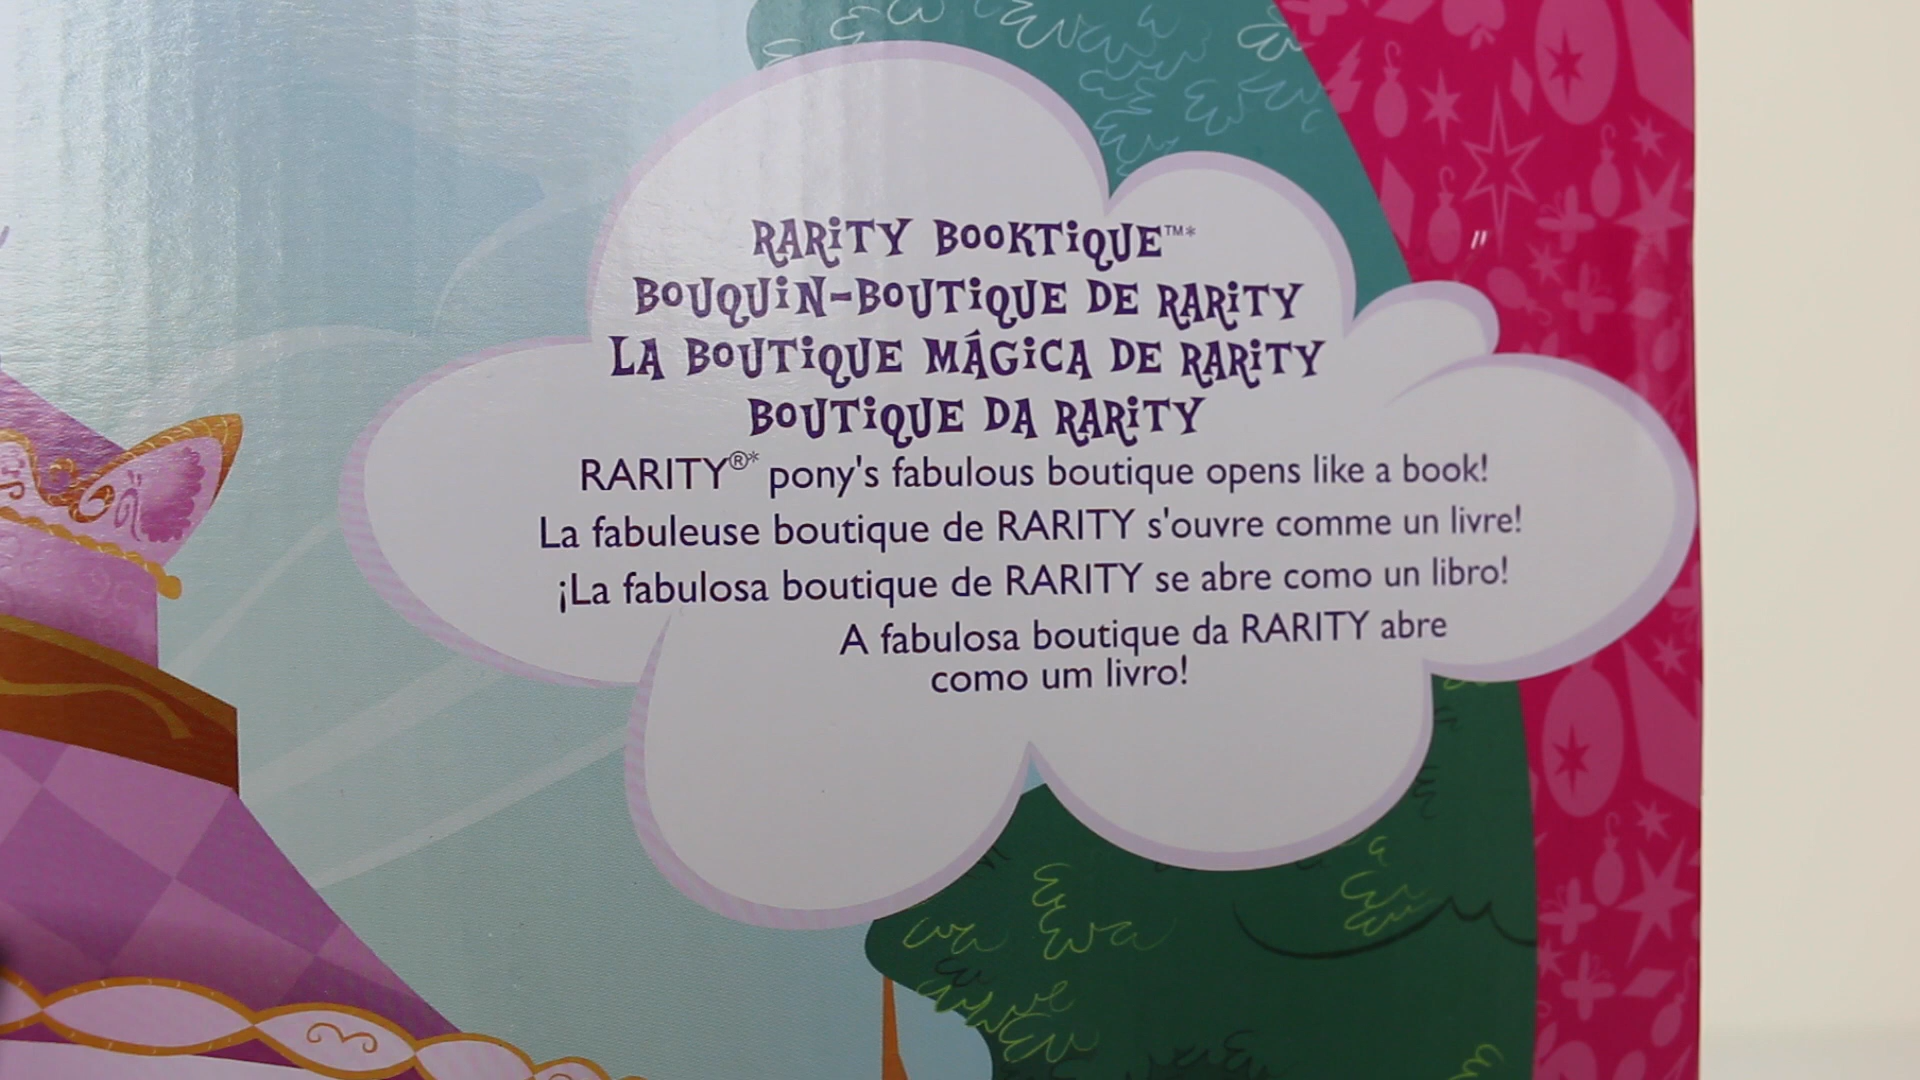 RARITY BOOKTIQUE™*
BOUQUIN-BOUTIQUE DE RARITY
LA BOUTIQUE MÁGICA DE RARITY
BOUTIQUE DA RARITY
RARITY®* pony's fabulous boutique opens like a book!
La fabuleuse boutique de RARITY s'ouvre comme un livre!
¡La fabulosa boutique de RARITY se abre como un libro!
A fabulosa boutique da RARITY abre
como um livro!